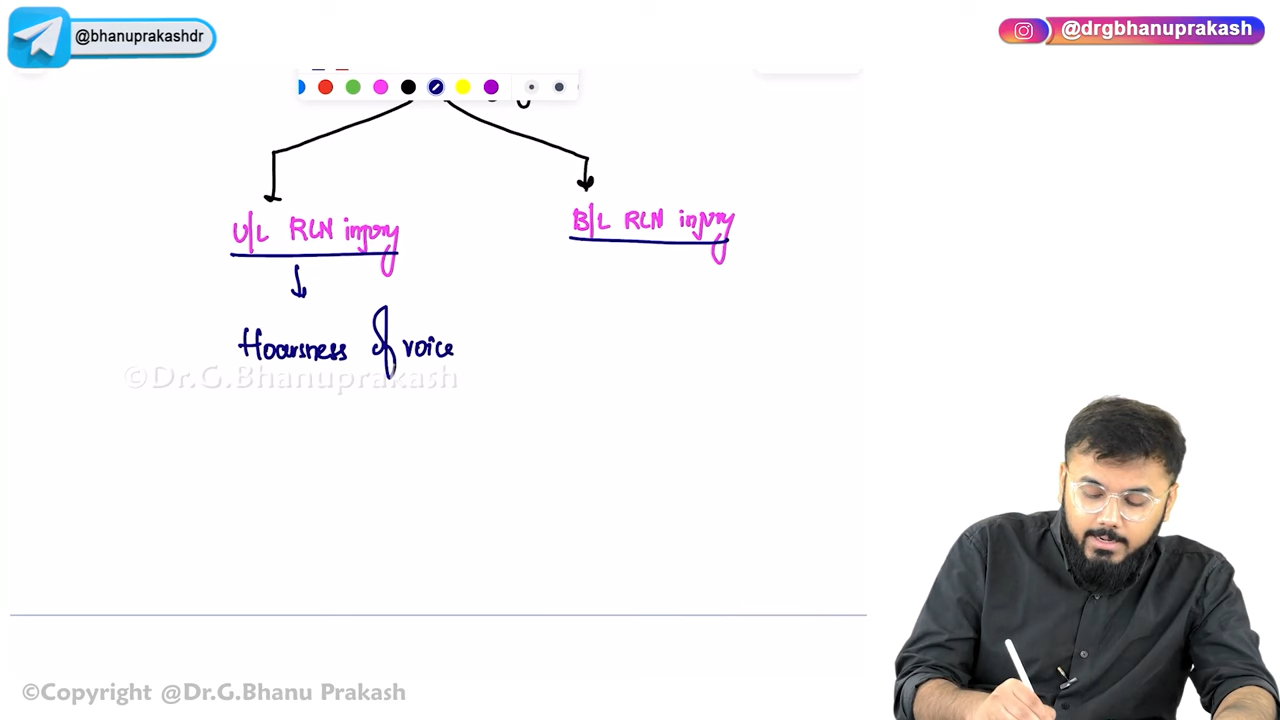 @bhanuprakashdr
@drgbhanuprakash
U/L RLN injury
B/L RLN injury
Hoarsness of voice
©Dr.G.Bhanuprakash
©Copyright @Dr.G.Bhanu Prakash